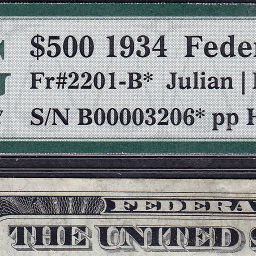 $500 1934 Feder
Fr#2201-B* Julian |
S/N B00003206* pp H
FEDERA
THE UNITED S